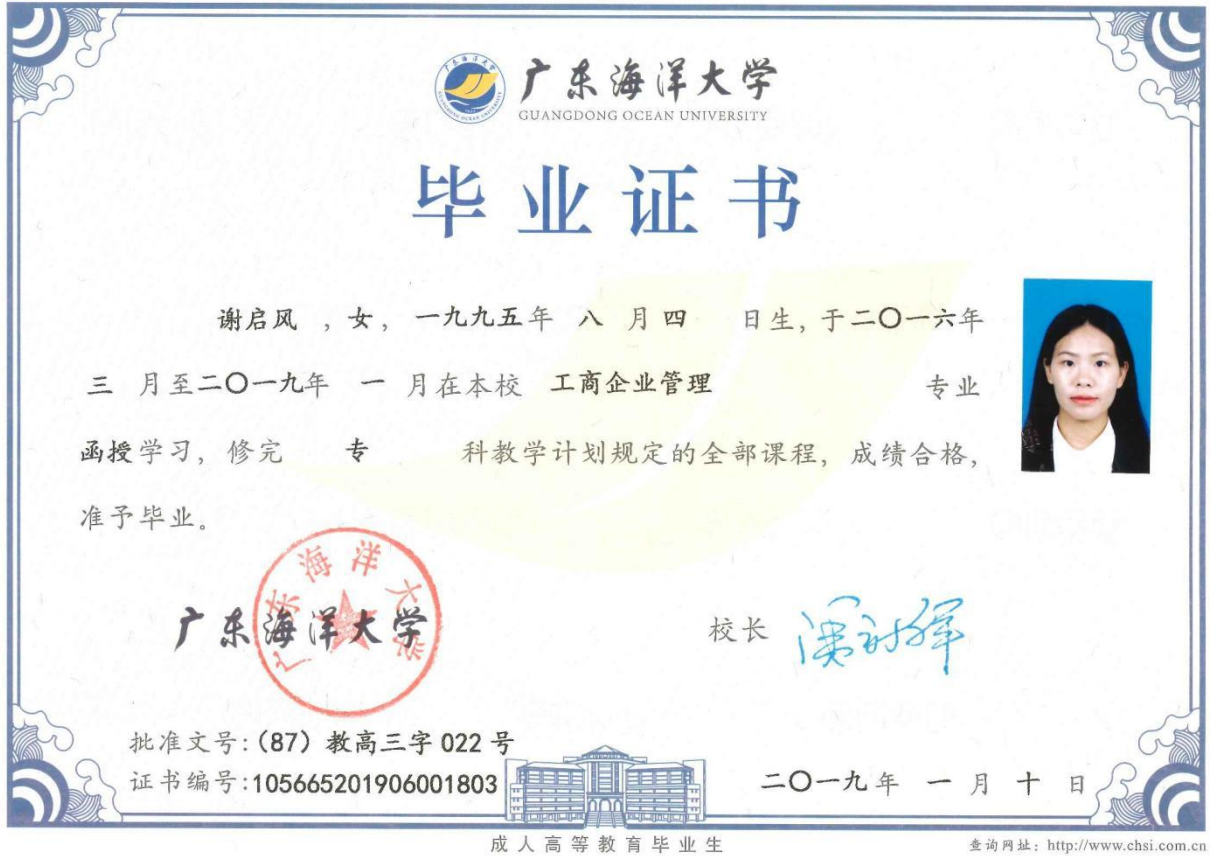 广东海洋大学
GUANGDONG OCEAN UNIVERSITY
毕业证书
谢启风 ，女，一九九五年 八 月四 日生，于二〇一六年
三 月至二〇一九年 一 月在本校 工商企业管理 专业
函授学习，修完 专 科教学计划规定的全部课程，成绩合格，
准予毕业。
广东海洋大学
广东海洋大学
校长
批准文号:(87) 教高三字 022 号
证书编号:105665201906001803
二〇一九年 一 月 十 日
成人高等教育毕业生
查询网址：http://www.chsi.com.cn